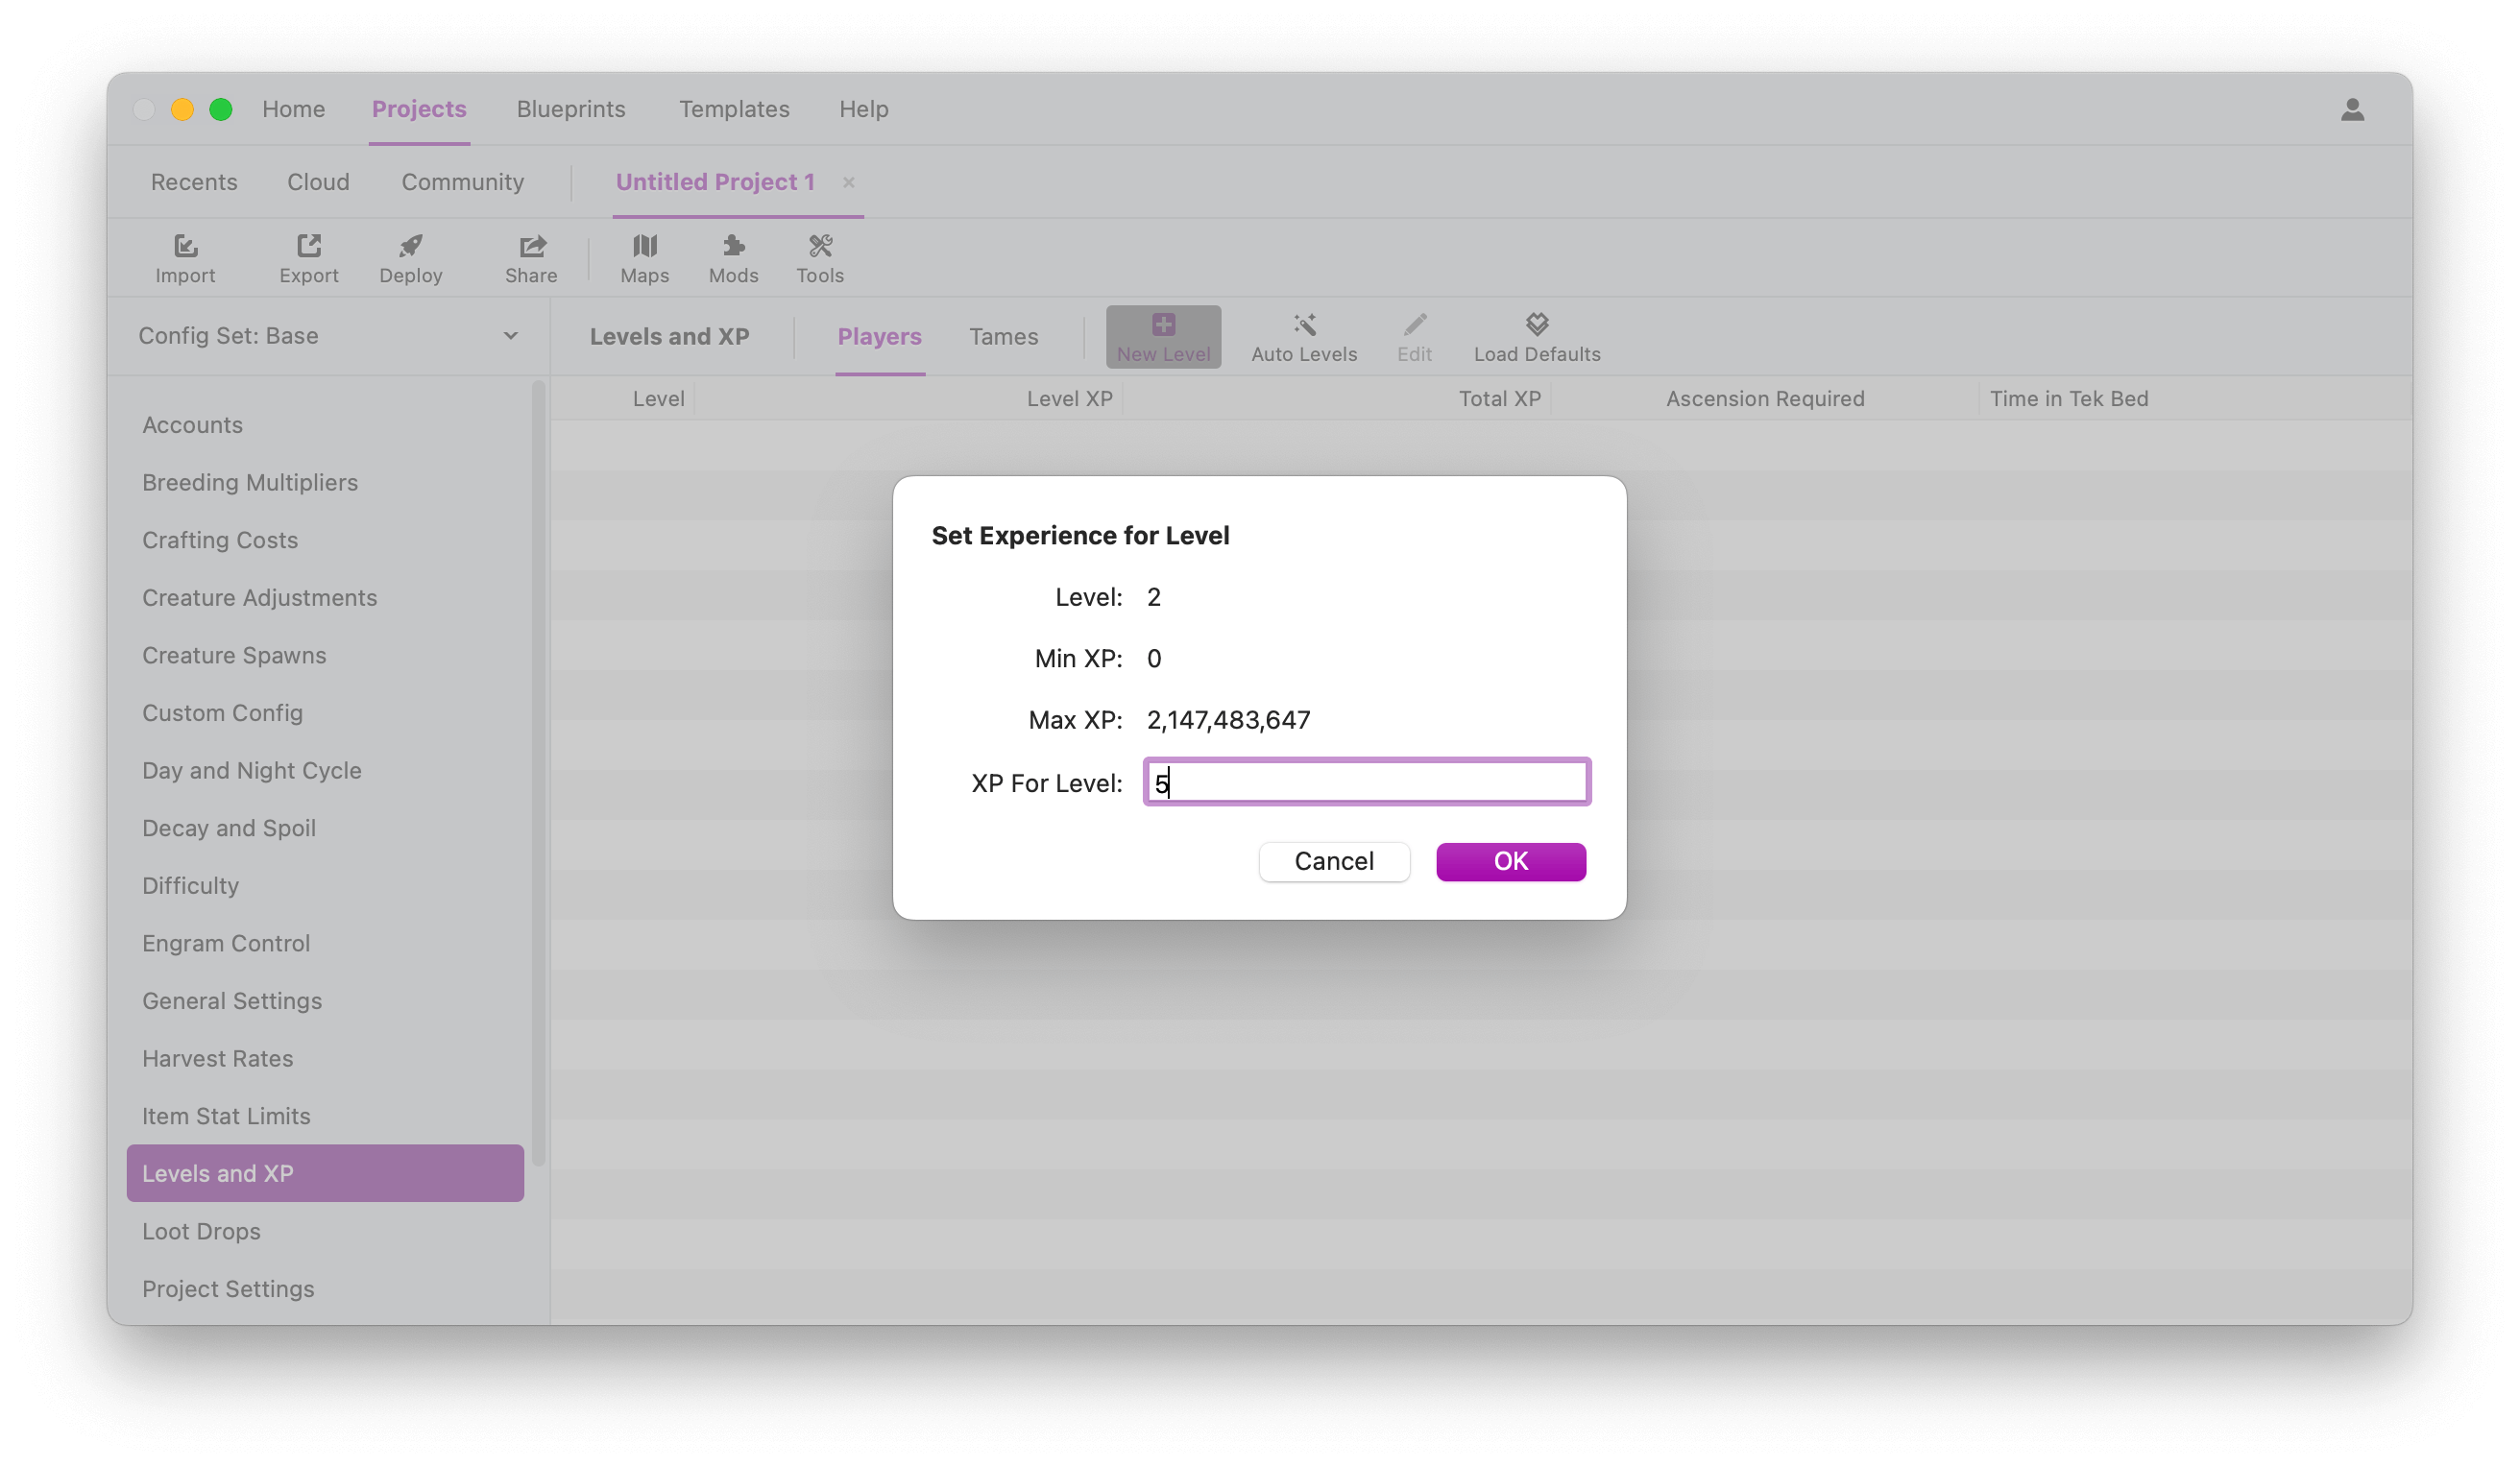 Home Projects Blueprints Templates Help
Recents Cloud Community Untitled Project 1 ×
Import Export Deploy Share Maps Mods Tools
Config Set: Base
Levels and XP Players Tames New Level Auto Levels Edit Load Defaults
Level Level XP Total XP Ascension Required Time in Tek Bed
Accounts
Breeding Multipliers
Crafting Costs
Creature Adjustments
Creature Spawns
Custom Config
Day and Night Cycle
Decay and Spoil
Difficulty
Engram Control
General Settings
Harvest Rates
Item Stat Limits
Levels and XP
Loot Drops
Project Settings
Set Experience for Level
Level: 2
Min XP: 0
Max XP: 2,147,483,647
XP For Level: 5
Cancel OK